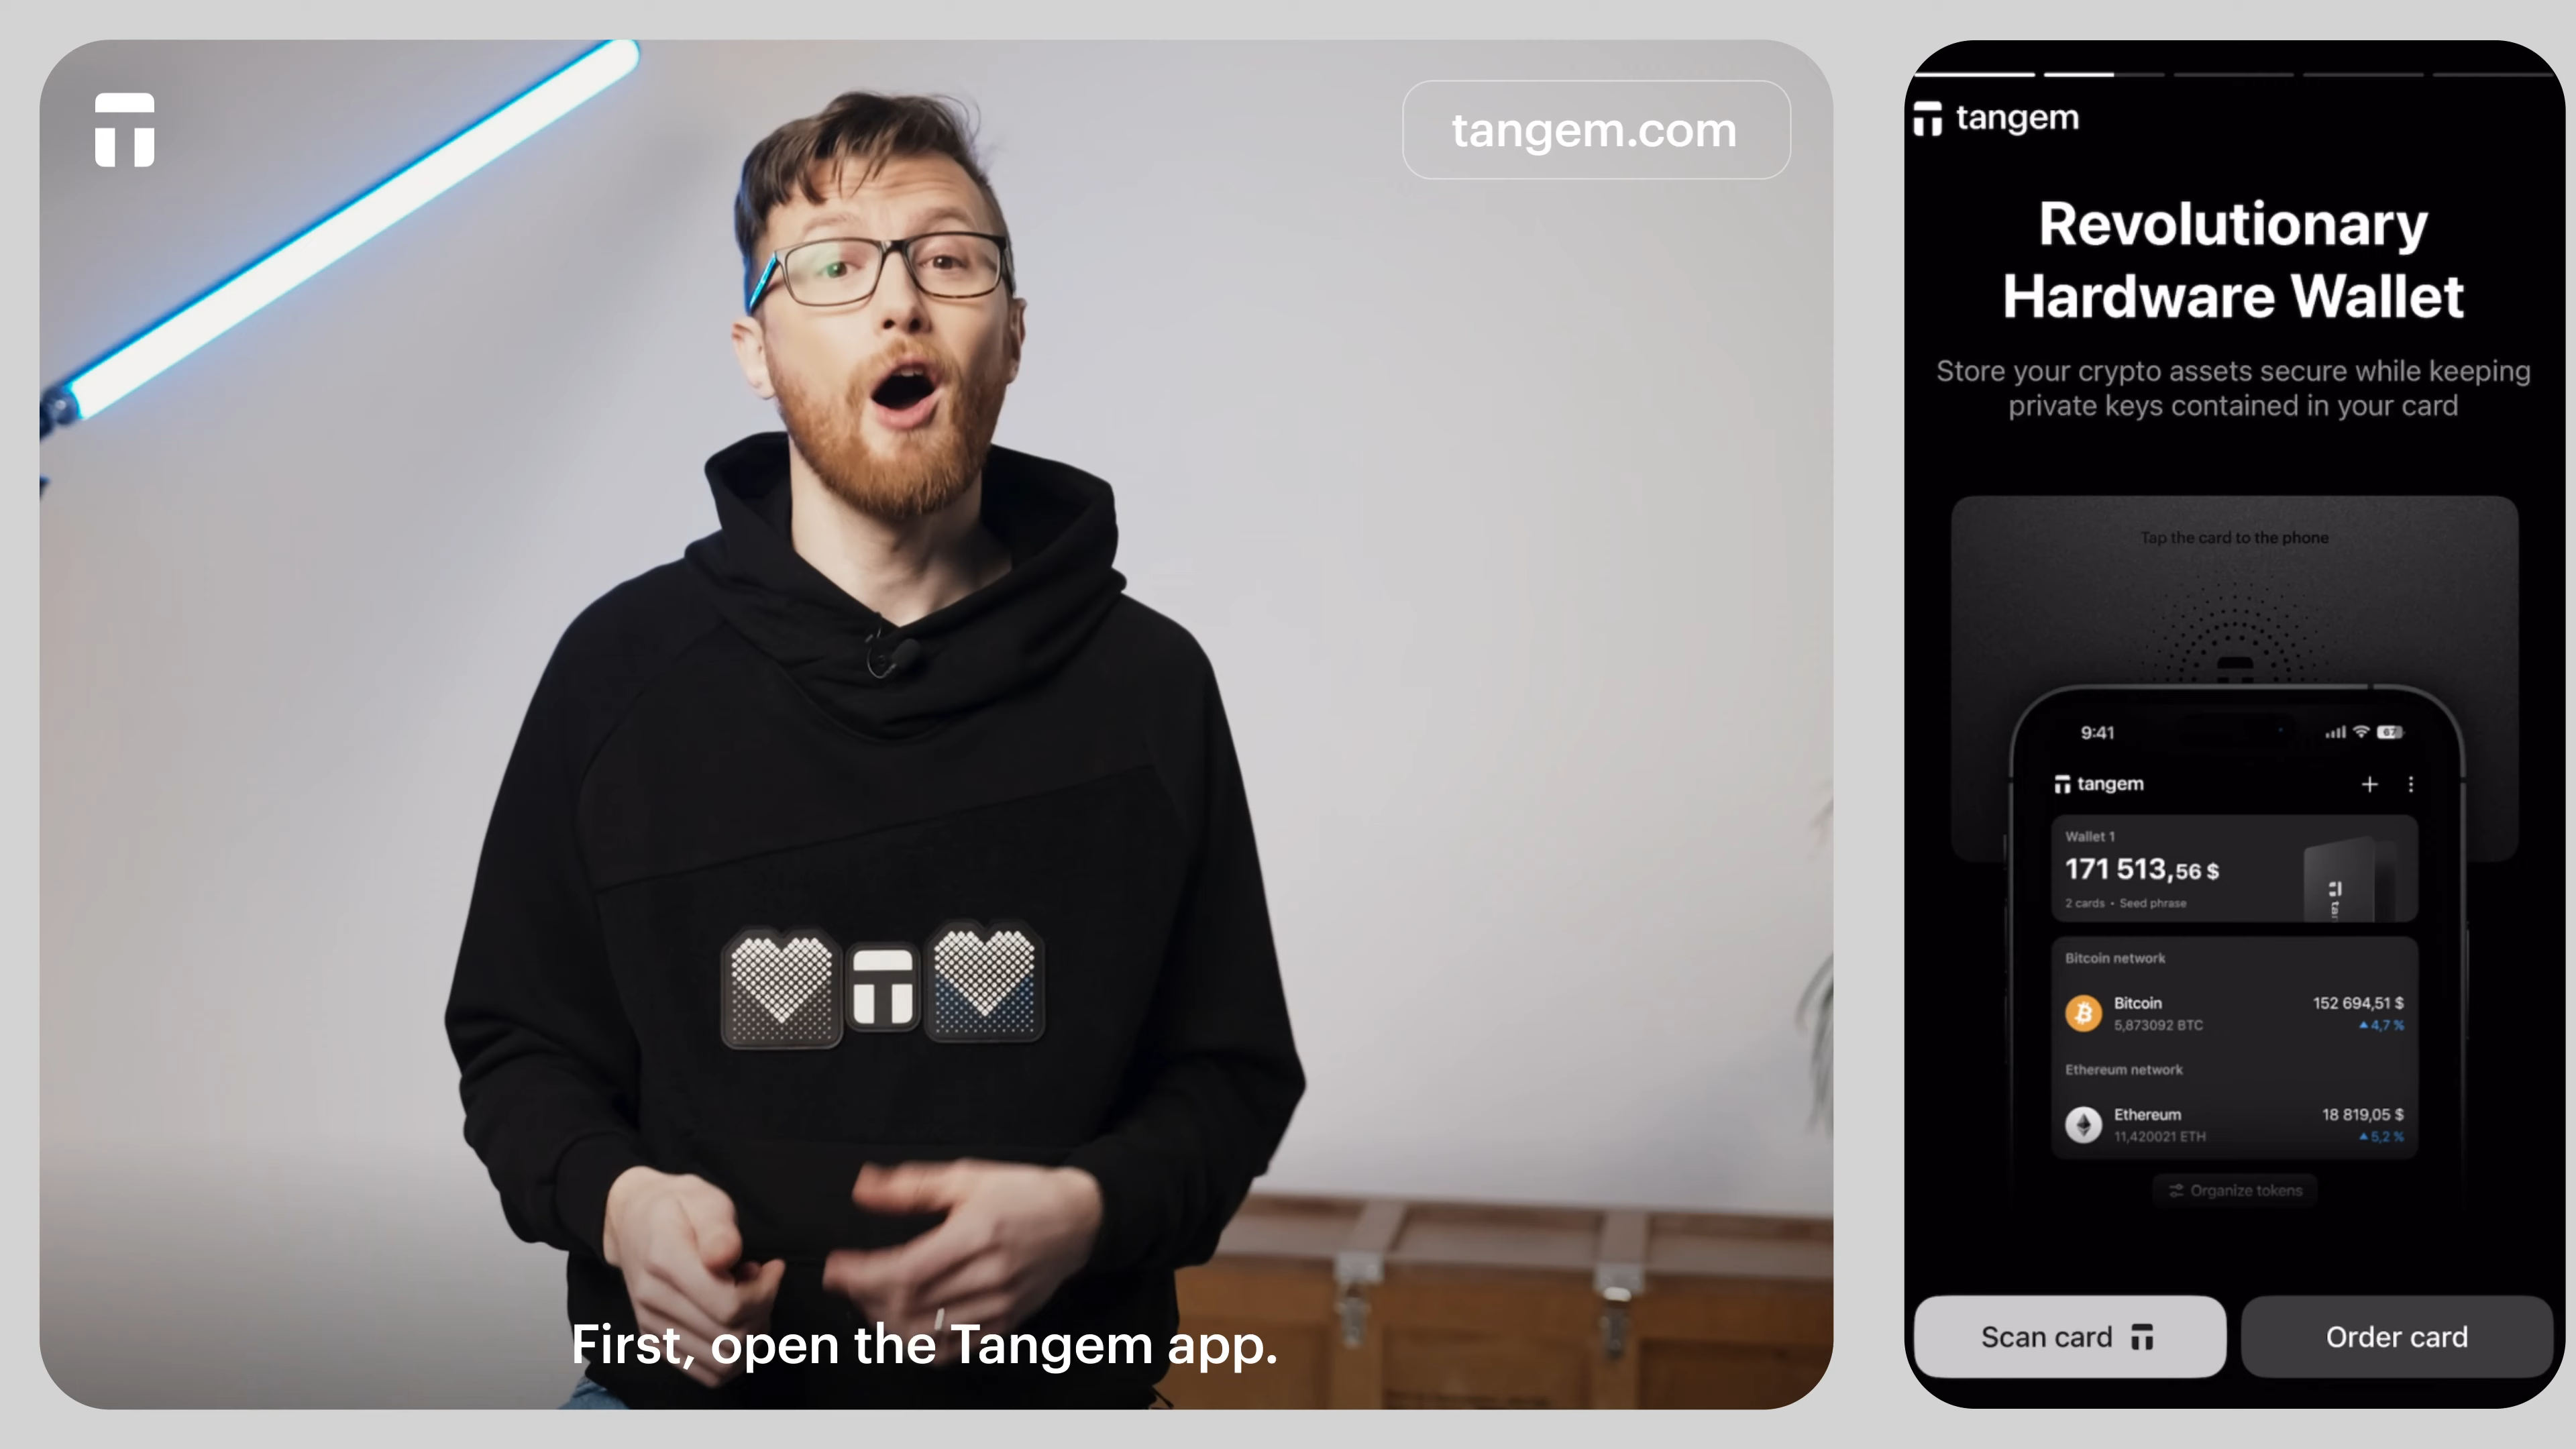 tangem.com
First, open the Tangem app.
tangem
Revolutionary
Hardware Wallet
Store your crypto assets secure while keeping
private keys contained in your card
Tap the card to the phone
9:41
67
tangem
Wallet 1
171 513,56 $
2 cards • Seed phrase
tan
Bitcoin network
Bitcoin 152 694,51 $
5,873092 BTC 4,7 %
Ethereum network
Ethereum 18 819,05 $
11,420021 ETH 5,2 %
Organize tokens
Scan card
Order card